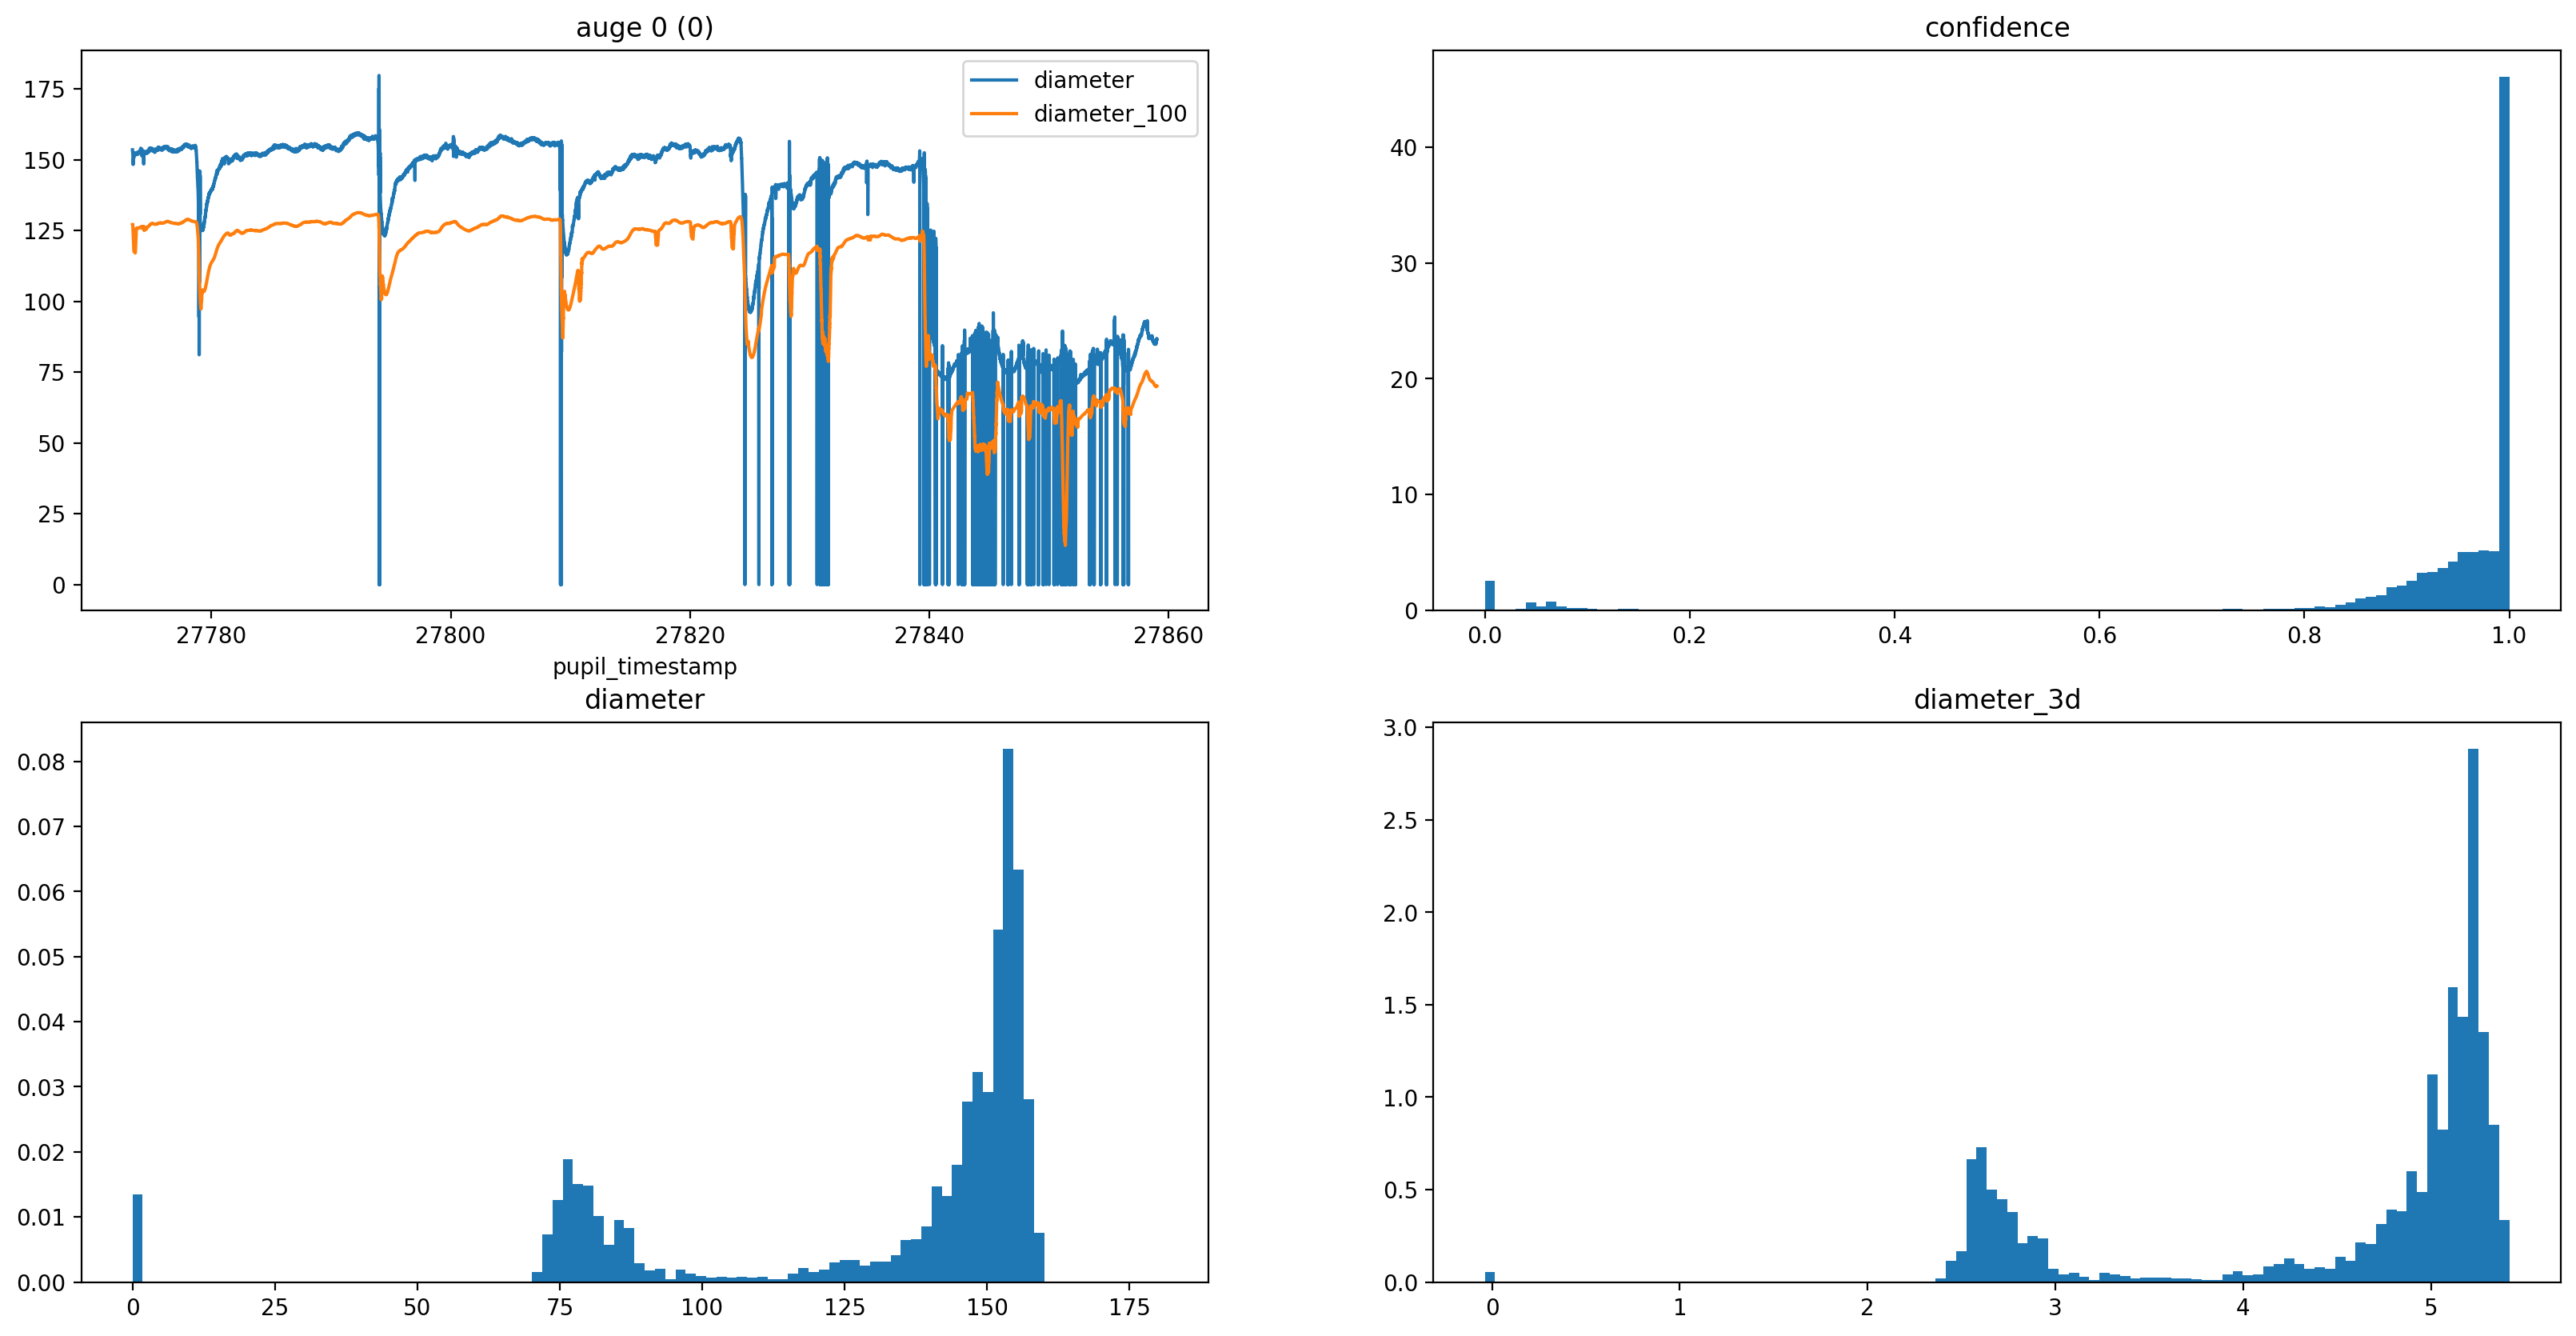 auge 0 (0)
175
150
125
100
75
50
25
0
diameter
diameter_100
27780 27800 27820 27840 27860
pupil_timestamp
confidence
40
30
20
10
0
0.0 0.2 0.4 0.6 0.8 1.0
diameter
0.08
0.07
0.06
0.05
0.04
0.03
0.02
0.01
0.00
0 25 50 75 100 125 150 175
diameter_3d
3.0
2.5
2.0
1.5
1.0
0.5
0.0
0 1 2 3 4 5